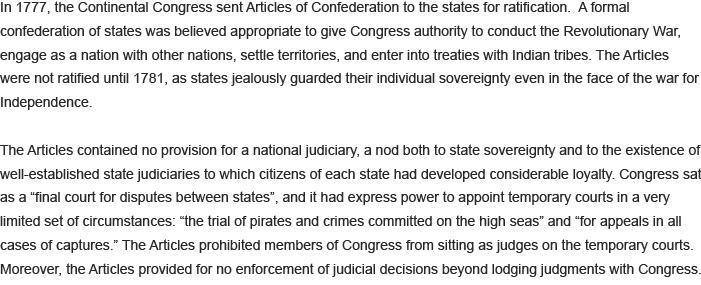 In 1777, the Continental Congress sent Articles of Confederation to the states for ratification.  A formal
confederation of states was believed appropriate to give Congress authority to conduct the Revolutionary War,
engage as a nation with other nations, settle territories, and enter into treaties with Indian tribes. The Articles
were not ratified until 1781, as states jealously guarded their individual sovereignty even in the face of the war for
Independence.

The Articles contained no provision for a national judiciary, a nod both to state sovereignty and to the existence of
well-established state judiciaries to which citizens of each state had developed considerable loyalty. Congress sat
as a “final court for disputes between states”, and it had express power to appoint temporary courts in a very
limited set of circumstances: “the trial of pirates and crimes committed on the high seas” and “for appeals in all
cases of captures.” The Articles prohibited members of Congress from sitting as judges on the temporary courts.
Moreover, the Articles provided for no enforcement of judicial decisions beyond lodging judgments with Congress.